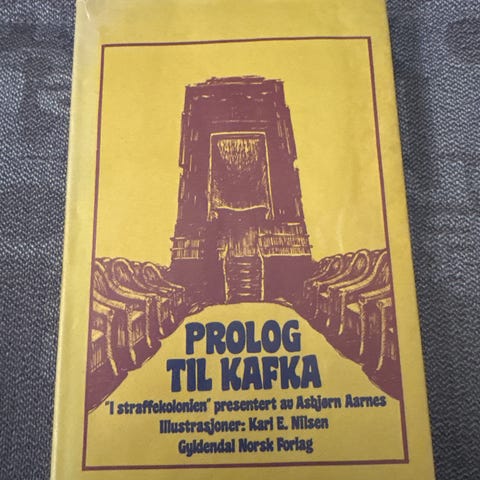 PROLOG
TIL KAFKA
"I straffekolonien" presentert av Asbjørn Aarnes
Illustrasjoner: Kari E. Nilsen
Gyldendal Norsk Forlag